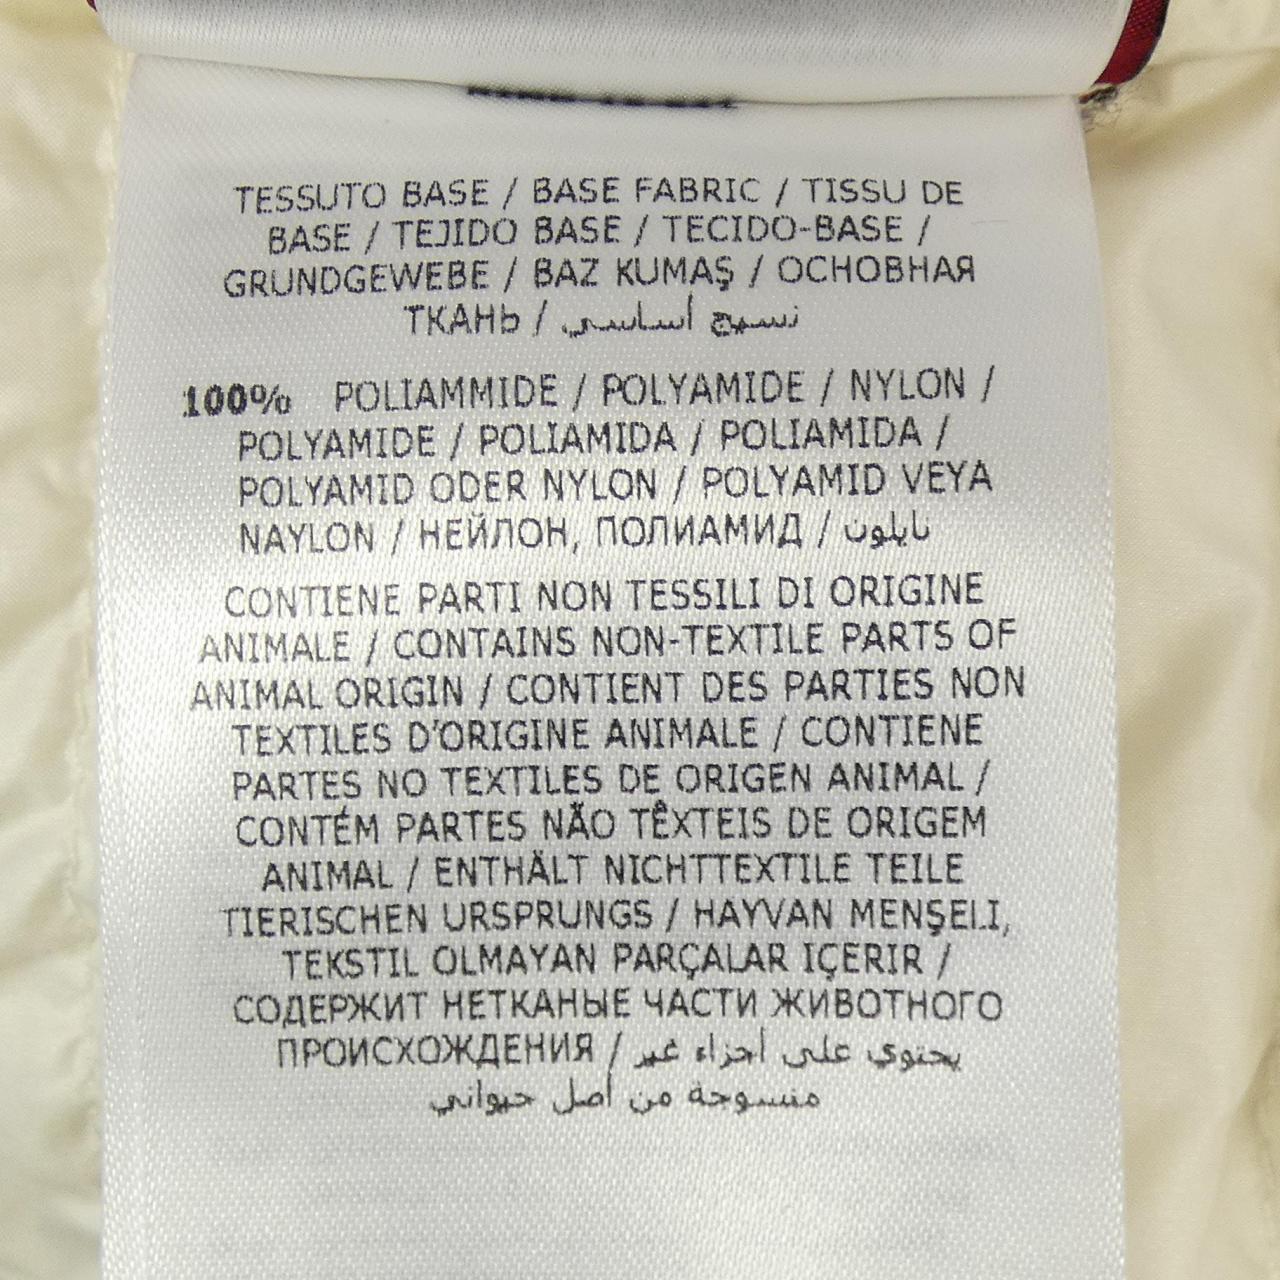 TESSUTO BASE / BASE FABRIC / TISSU DE
BASE / TEJIDO BASE / TECIDO-BASE /
GRUNDGEWEBE / BAZ KUMAŞ / ОСНОВНАЯ
ТКАНЬ / نسيج أساسي
100% POLIAMMIDE / POLYAMIDE / NYLON /
POLYAMIDE / POLIAMIDA / POLIAMIDA /
POLYAMID ODER NYLON / POLYAMID VEYA
NAYLON / НЕЙЛОН, ПОЛИАМИД / نايلون
CONTIENE PARTI NON TESSILI DI ORIGINE
ANIMALE / CONTAINS NON-TEXTILE PARTS OF
ANIMAL ORIGIN / CONTIENT DES PARTIES NON
TEXTILES D'ORIGINE ANIMALE / CONTIENE
PARTES NO TEXTILES DE ORIGEN ANIMAL /
CONTÉM PARTES NÃO TÊXTEIS DE ORIGEM
ANIMAL / ENTHÄLT NICHTTEXTILE TEILE
TIERISCHEN URSPRUNGS / HAYVAN MENŞELI,
TEKSTIL OLMAYAN PARÇALAR IÇERIR /
СОДЕРЖИТ НЕТКАНЫЕ ЧАСТИ ЖИВОТНОГО
ПРОИСХОЖДЕНИЯ / يحتوي على أجزاء غير
منسوجة من أصل حيواني